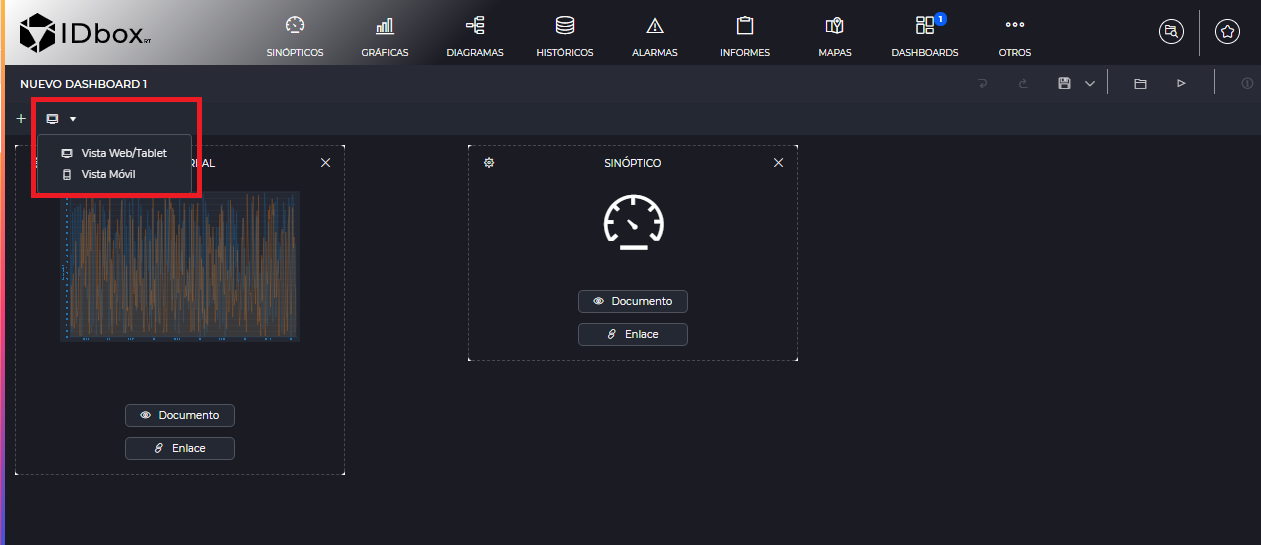 IDbox RT
SINÓPTICOS
GRÁFICAS
DIAGRAMAS
HISTÓRICOS
ALARMAS
INFORMES
MAPAS
1
DASHBOARDS
OTROS
NUEVO DASHBOARD 1
Vista Web/Tablet
Vista Móvil
REAL
SINÓPTICO
Documento
Enlace
Documento
Enlace